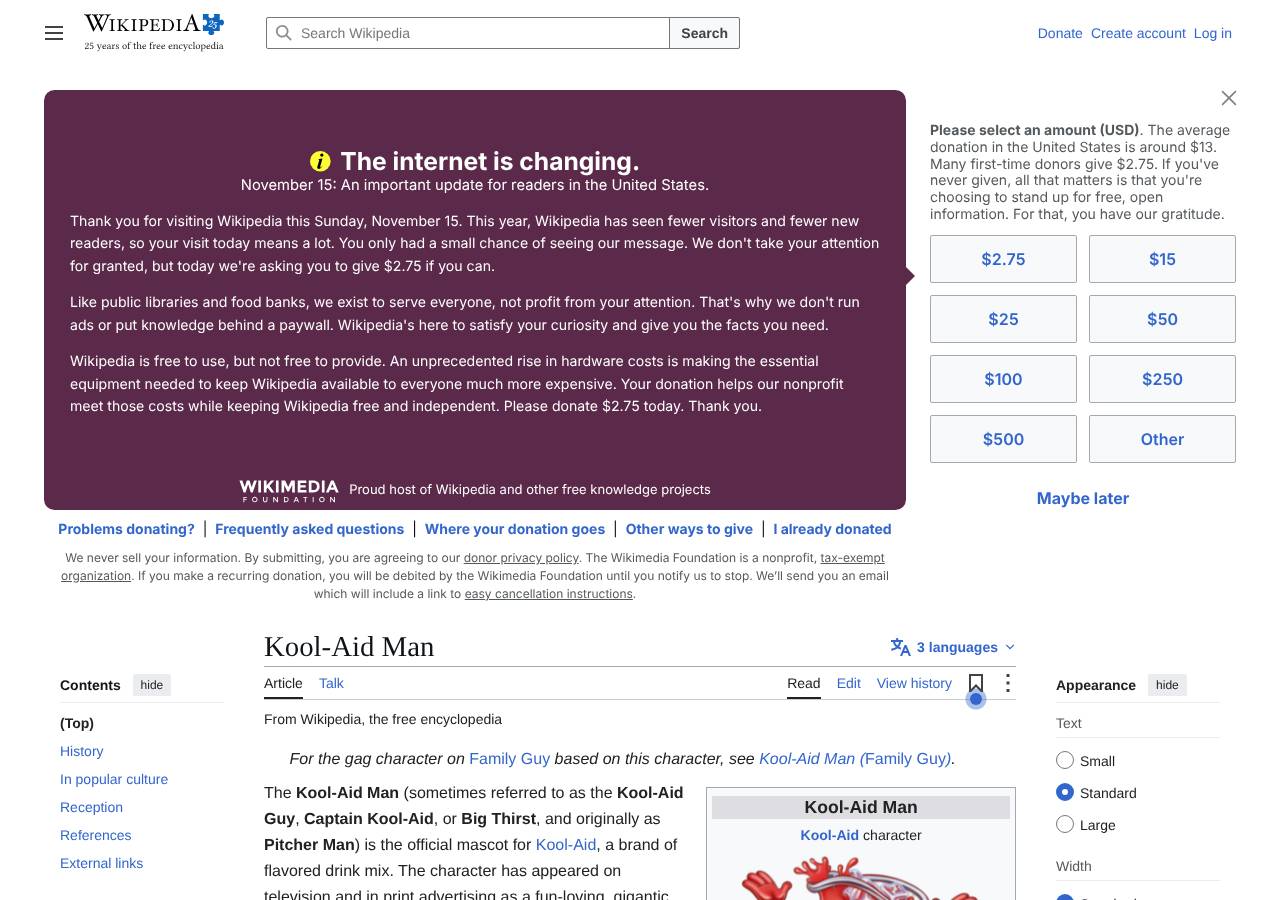 WIKIPEDIA 25
25 years of the free encyclopedia
Search Wikipedia
Search
Donate Create account Log in
The internet is changing.
November 15: An important update for readers in the United States.
Thank you for visiting Wikipedia this Sunday, November 15. This year, Wikipedia has seen fewer visitors and fewer new
readers, so your visit today means a lot. You only had a small chance of seeing our message. We don't take your attention
for granted, but today we're asking you to give $2.75 if you can.
Like public libraries and food banks, we exist to serve everyone, not profit from your attention. That's why we don't run
ads or put knowledge behind a paywall. Wikipedia's here to satisfy your curiosity and give you the facts you need.
Wikipedia is free to use, but not free to provide. An unprecedented rise in hardware costs is making the essential
equipment needed to keep Wikipedia available to everyone much more expensive. Your donation helps our nonprofit
meet those costs while keeping Wikipedia free and independent. Please donate $2.75 today. Thank you.
WIKIMEDIA
FOUNDATION
Proud host of Wikipedia and other free knowledge projects
Please select an amount (USD). The average
donation in the United States is around $13.
Many first-time donors give $2.75. If you've
never given, all that matters is that you're
choosing to stand up for free, open
information. For that, you have our gratitude.
$2.75 $15
$25 $50
$100 $250
$500 Other
Maybe later
Problems donating? | Frequently asked questions | Where your donation goes | Other ways to give | I already donated
We never sell your information. By submitting, you are agreeing to our donor privacy policy. The Wikimedia Foundation is a nonprofit, tax-exempt
organization. If you make a recurring donation, you will be debited by the Wikimedia Foundation until you notify us to stop. We'll send you an email
which will include a link to easy cancellation instructions.
Contents hide
(Top)
History
In popular culture
Reception
References
External links
Kool-Aid Man
3 languages
Article Talk
Read Edit View history
From Wikipedia, the free encyclopedia
For the gag character on Family Guy based on this character, see Kool-Aid Man (Family Guy).
The Kool-Aid Man (sometimes referred to as the Kool-Aid
Guy, Captain Kool-Aid, or Big Thirst, and originally as
Pitcher Man) is the official mascot for Kool-Aid, a brand of
flavored drink mix. The character has appeared on
television and in print advertising as a fun-loving, gigantic
Kool-Aid Man
Kool-Aid character
Appearance hide
Text
Small
Standard
Large
Width